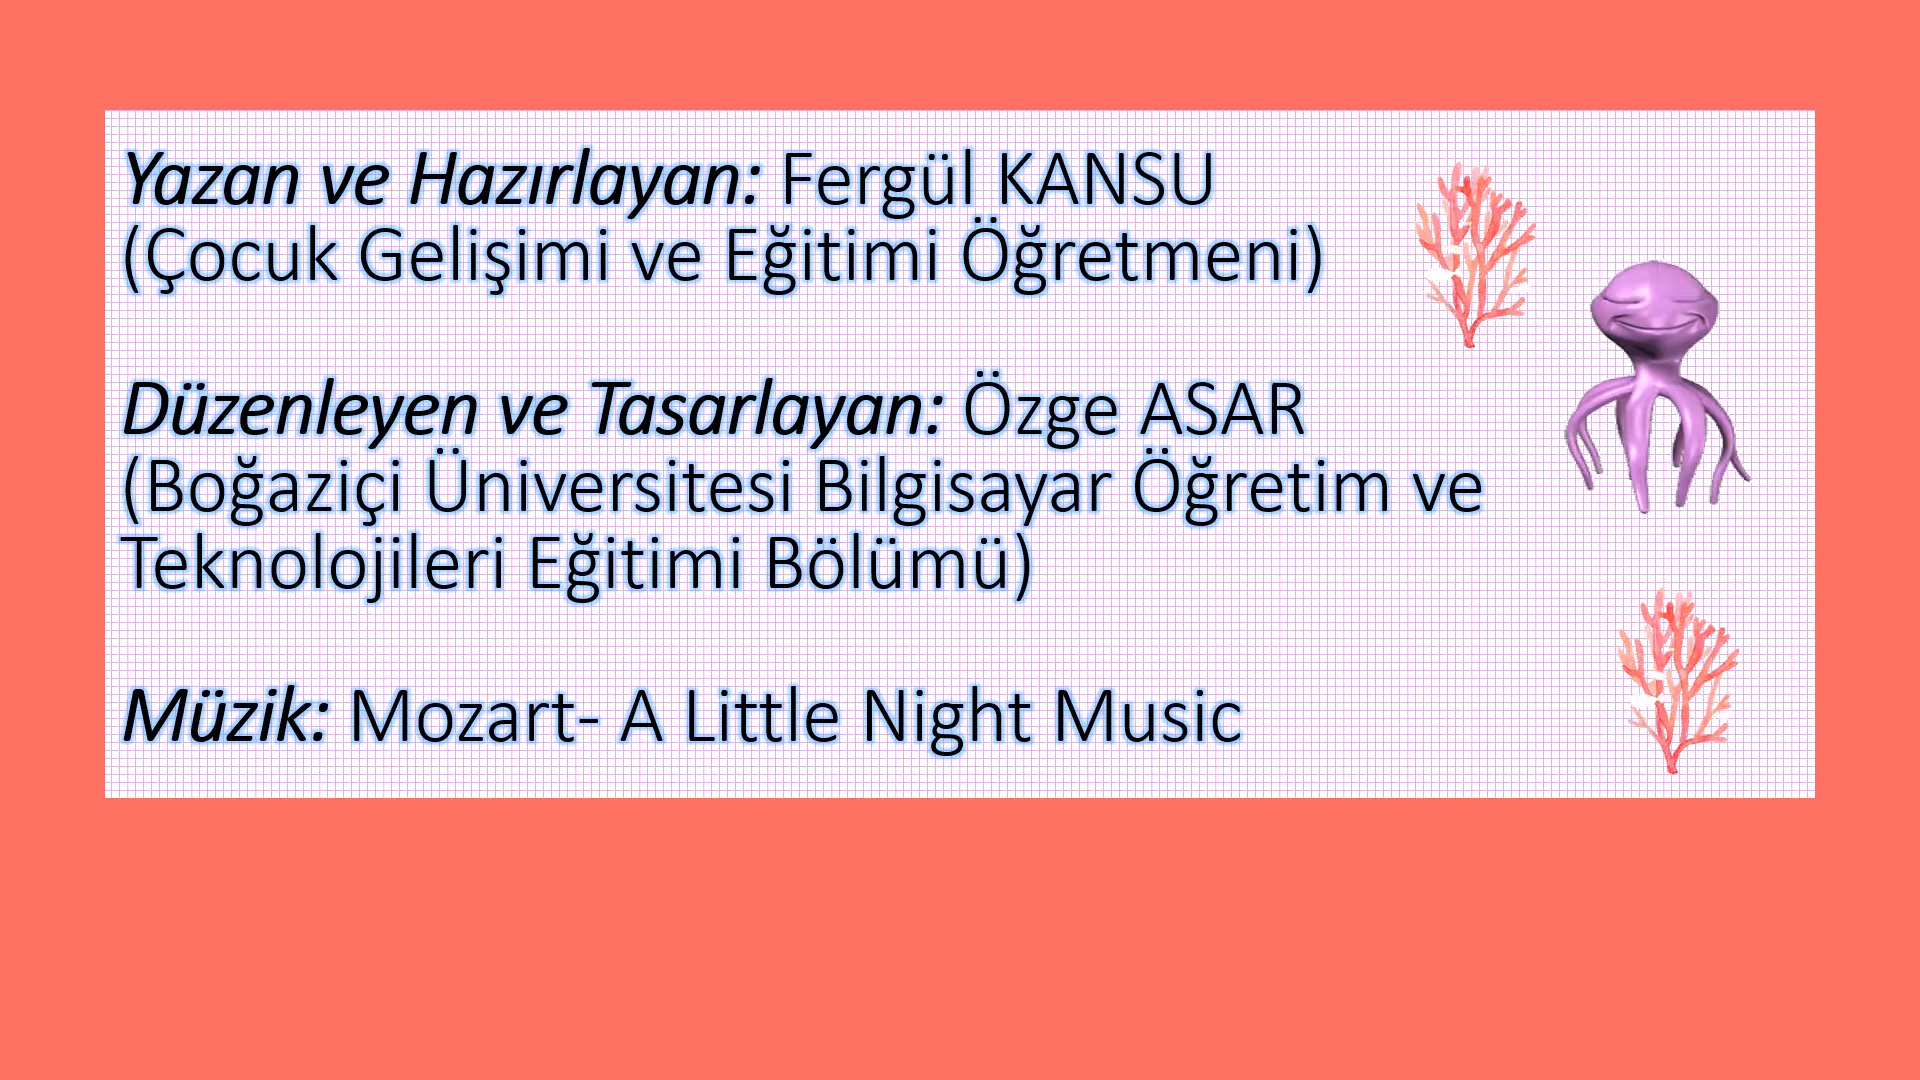 Yazan ve Hazırlayan: Fergül KANSU
(Çocuk Gelişimi ve Eğitimi Öğretmeni)
Düzenleyen ve Tasarlayan: Özge ASAR
(Boğaziçi Üniversitesi Bilgisayar Öğretim ve
Teknolojileri Eğitimi Bölümü)
Müzik: Mozart- A Little Night Music